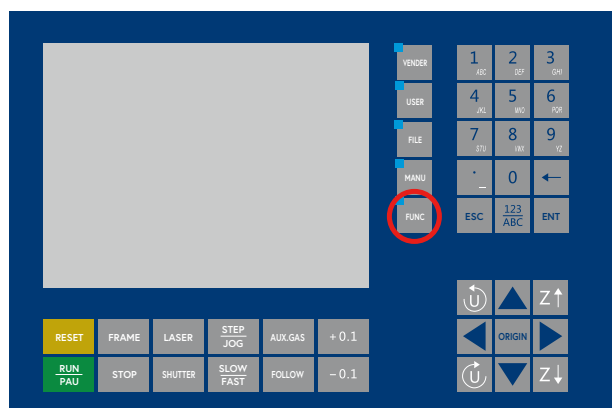 VENDER
1
ABC
2
DEF
3
GHI
USER
4
JKL
5
MNO
6
PQR
FILE
7
STU
8
VWX
9
YZ
MANU
._
0
←
FUNC
ESC
123
ABC
ENT
U
Z↑
RESET
FRAME
LASER
STEP
JOG
AUX.GAS
+0.1
ORIGIN
RUN
PAU
STOP
SHUTTER
SLOW
FAST
FOLLOW
-0.1
U
Z↓